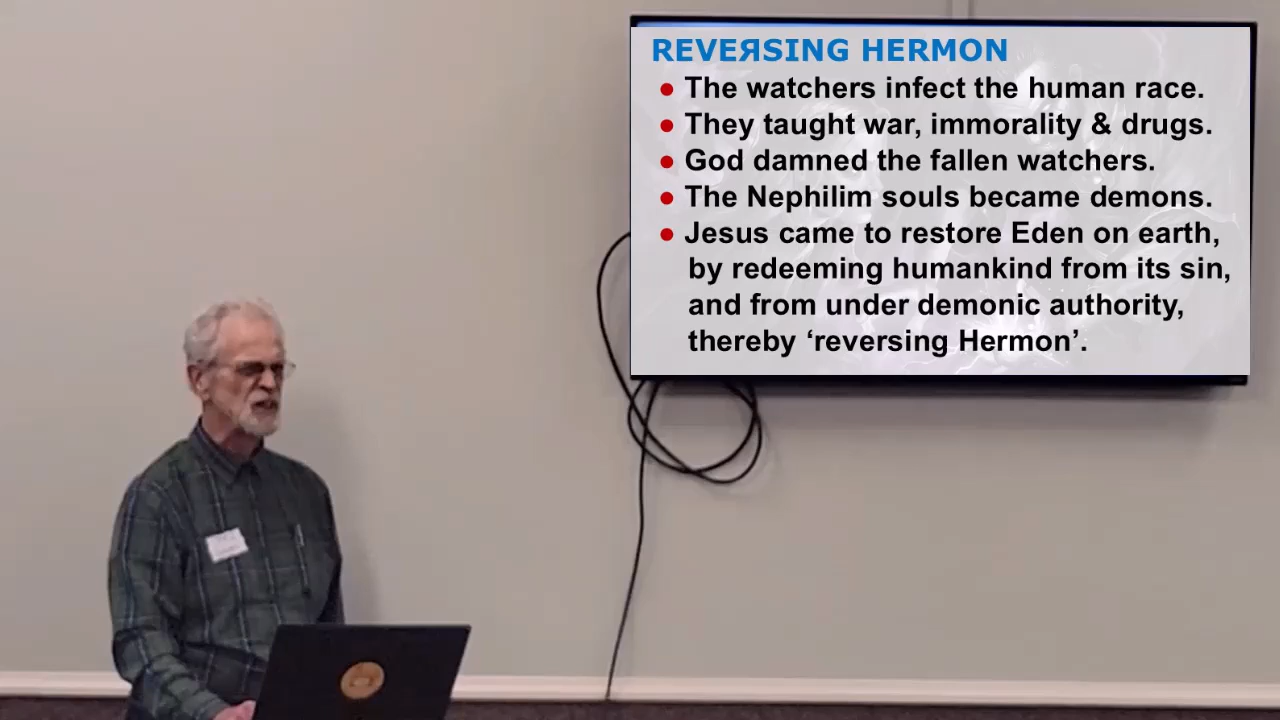 REVEЯSING HERMON
● The watchers infect the human race.
● They taught war, immorality & drugs.
● God damned the fallen watchers.
● The Nephilim souls became demons.
● Jesus came to restore Eden on earth,
by redeeming humankind from its sin,
and from under demonic authority,
thereby ‘reversing Hermon’.